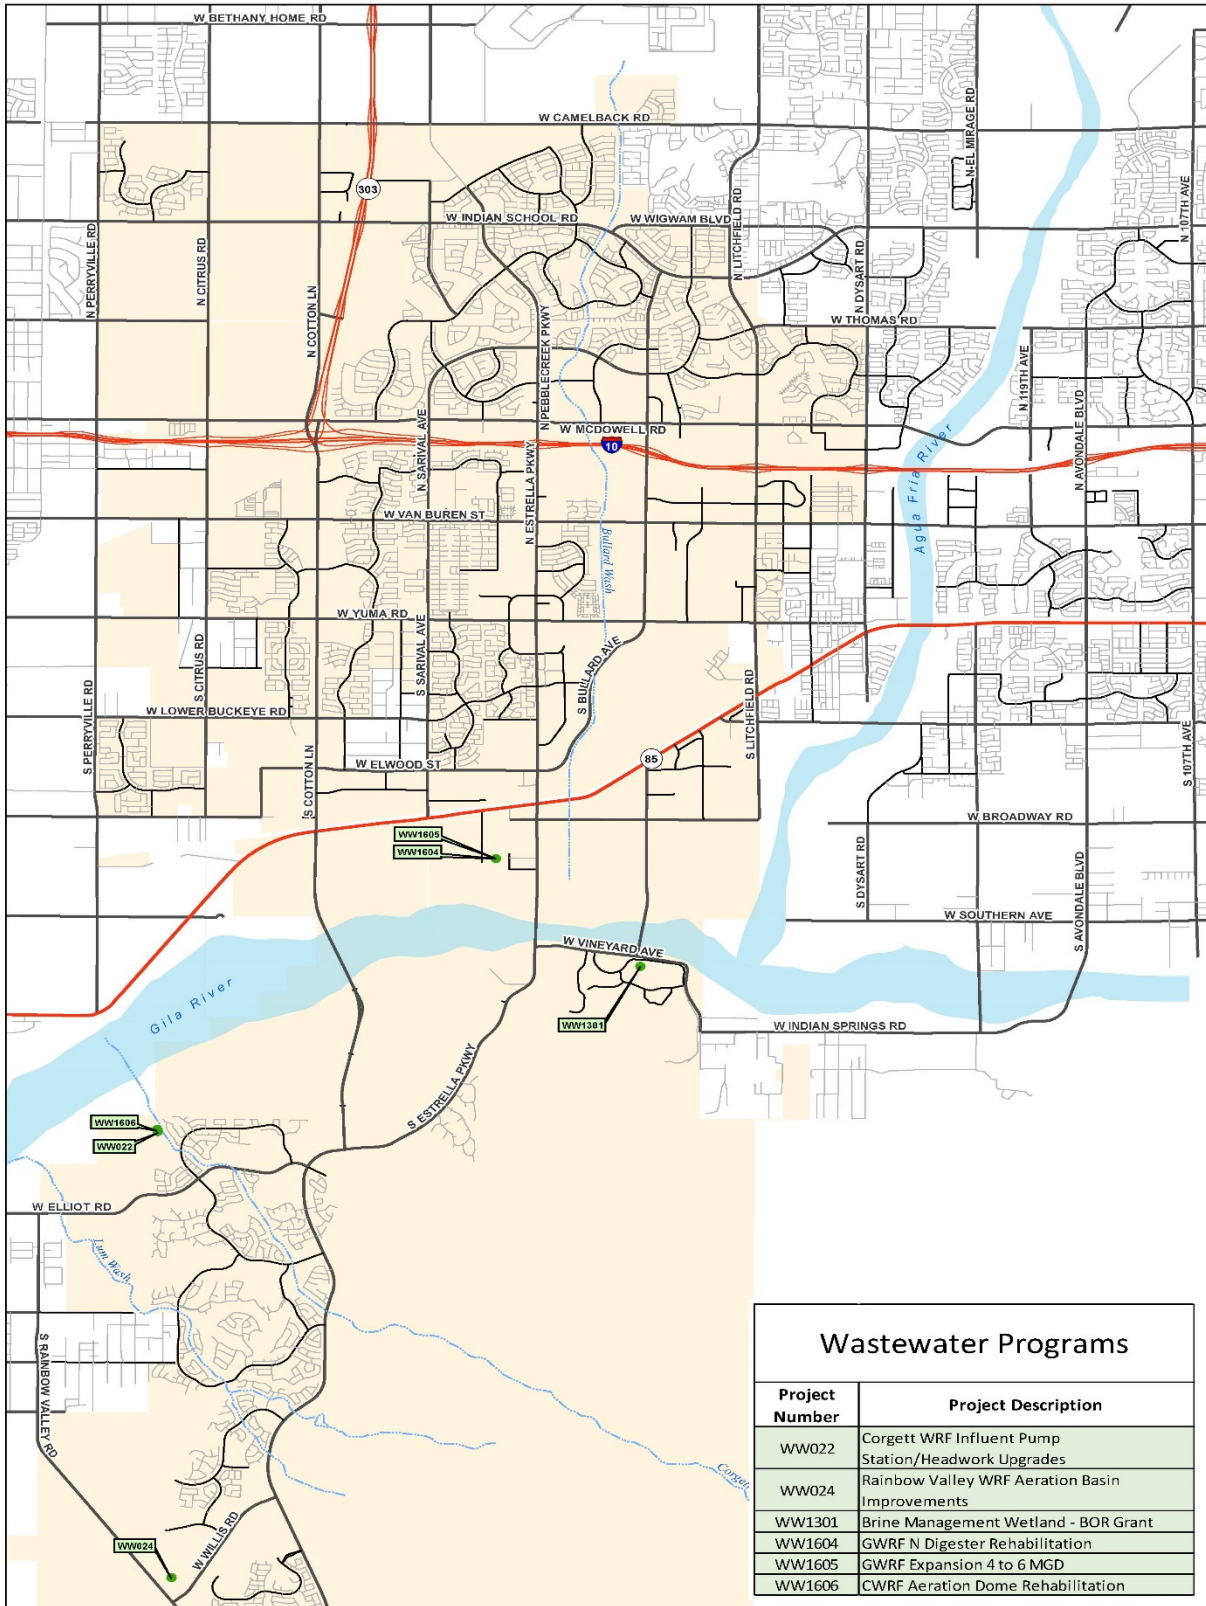 W BETHANY HOME RD
W CAMELBACK RD
N EL MIRAGE RD
303
N LITCHFIELD RD
N 107TH AVE
W INDIAN SCHOOL RD
W WIGWAM BLVD
N PERRYVILLE RD
N CITRUS RD
N DYSART RD
N COTTON LN
W THOMAS RD
N PEBBLECREEK PKWY
N 119TH AVE
N SARIVAL AVE
W MCDOWELL RD
N AVONDALE BLVD
10
N ESTRELLA PKWY
Agua Fria River
W VAN BUREN ST
Bullard Wash
W YUMA RD
S CITRUS RD
S SARIVAL AVE
S BULLARD AVE
S PERRYVILLE RD
S LITCHFIELD RD
W LOWER BUCKEYE RD
S 107TH AVE
W ELWOOD ST
85
S COTTON LN
W BROADWAY RD
WW1605
WW1604
S DYSART RD
S AVONDALE BLVD
W SOUTHERN AVE
W VINEYARD AVE
Gila River
WW1301
W INDIAN SPRINGS RD
S ESTRELLA PKWY
WW1606
WW022
W ELLIOT RD
Lum Wash
S RAINBOW VALLEY RD
Corgett
W WILLIS RD
WW024
Wastewater Programs
Project Number Project Description
WW022 Corgett WRF Influent Pump
Station/Headwork Upgrades
WW024 Rainbow Valley WRF Aeration Basin
Improvements
WW1301 Brine Management Wetland - BOR Grant
WW1604 GWRF N Digester Rehabilitation
WW1605 GWRF Expansion 4 to 6 MGD
WW1606 CWRF Aeration Dome Rehabilitation